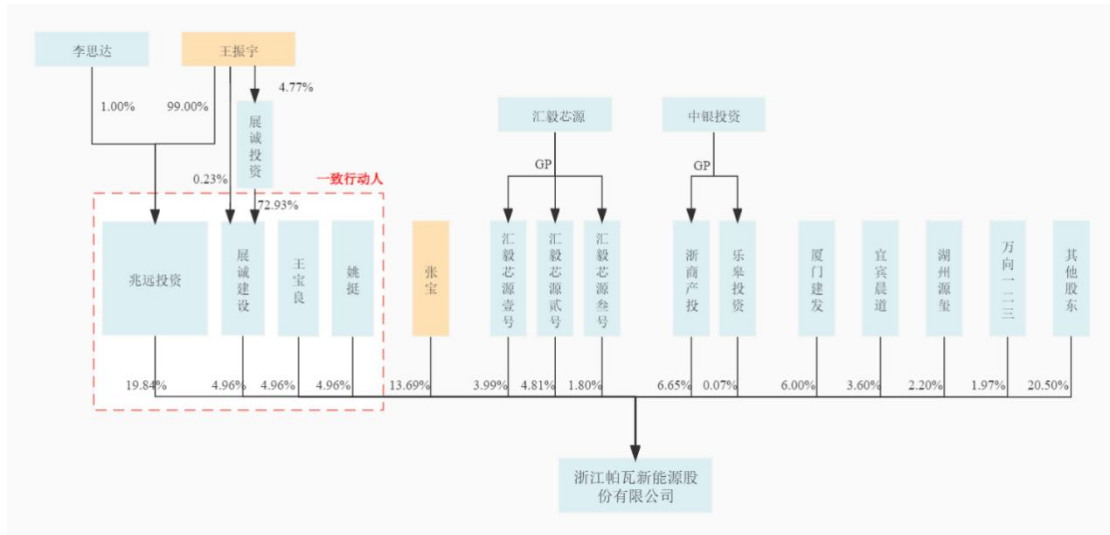 李思达
王振宇
1.00%
99.00%
4.77%
展诚投资
汇毅芯源
中银投资
GP
GP
0.23%
一致行动人
72.93%
兆远投资
展诚建设
王宝良
姚挺
张宝
汇毅芯源壹号
汇毅芯源贰号
汇毅芯源叁号
浙商产投
乐皋投资
厦门建发
宜宾晨道
湖州源玺
万向一二三
其他股东
19.84%
4.96%
4.96%
4.96%
13.69%
3.99%
4.81%
1.80%
6.65%
0.07%
6.00%
3.60%
2.20%
1.97%
20.50%
浙江帕瓦新能源股
份有限公司